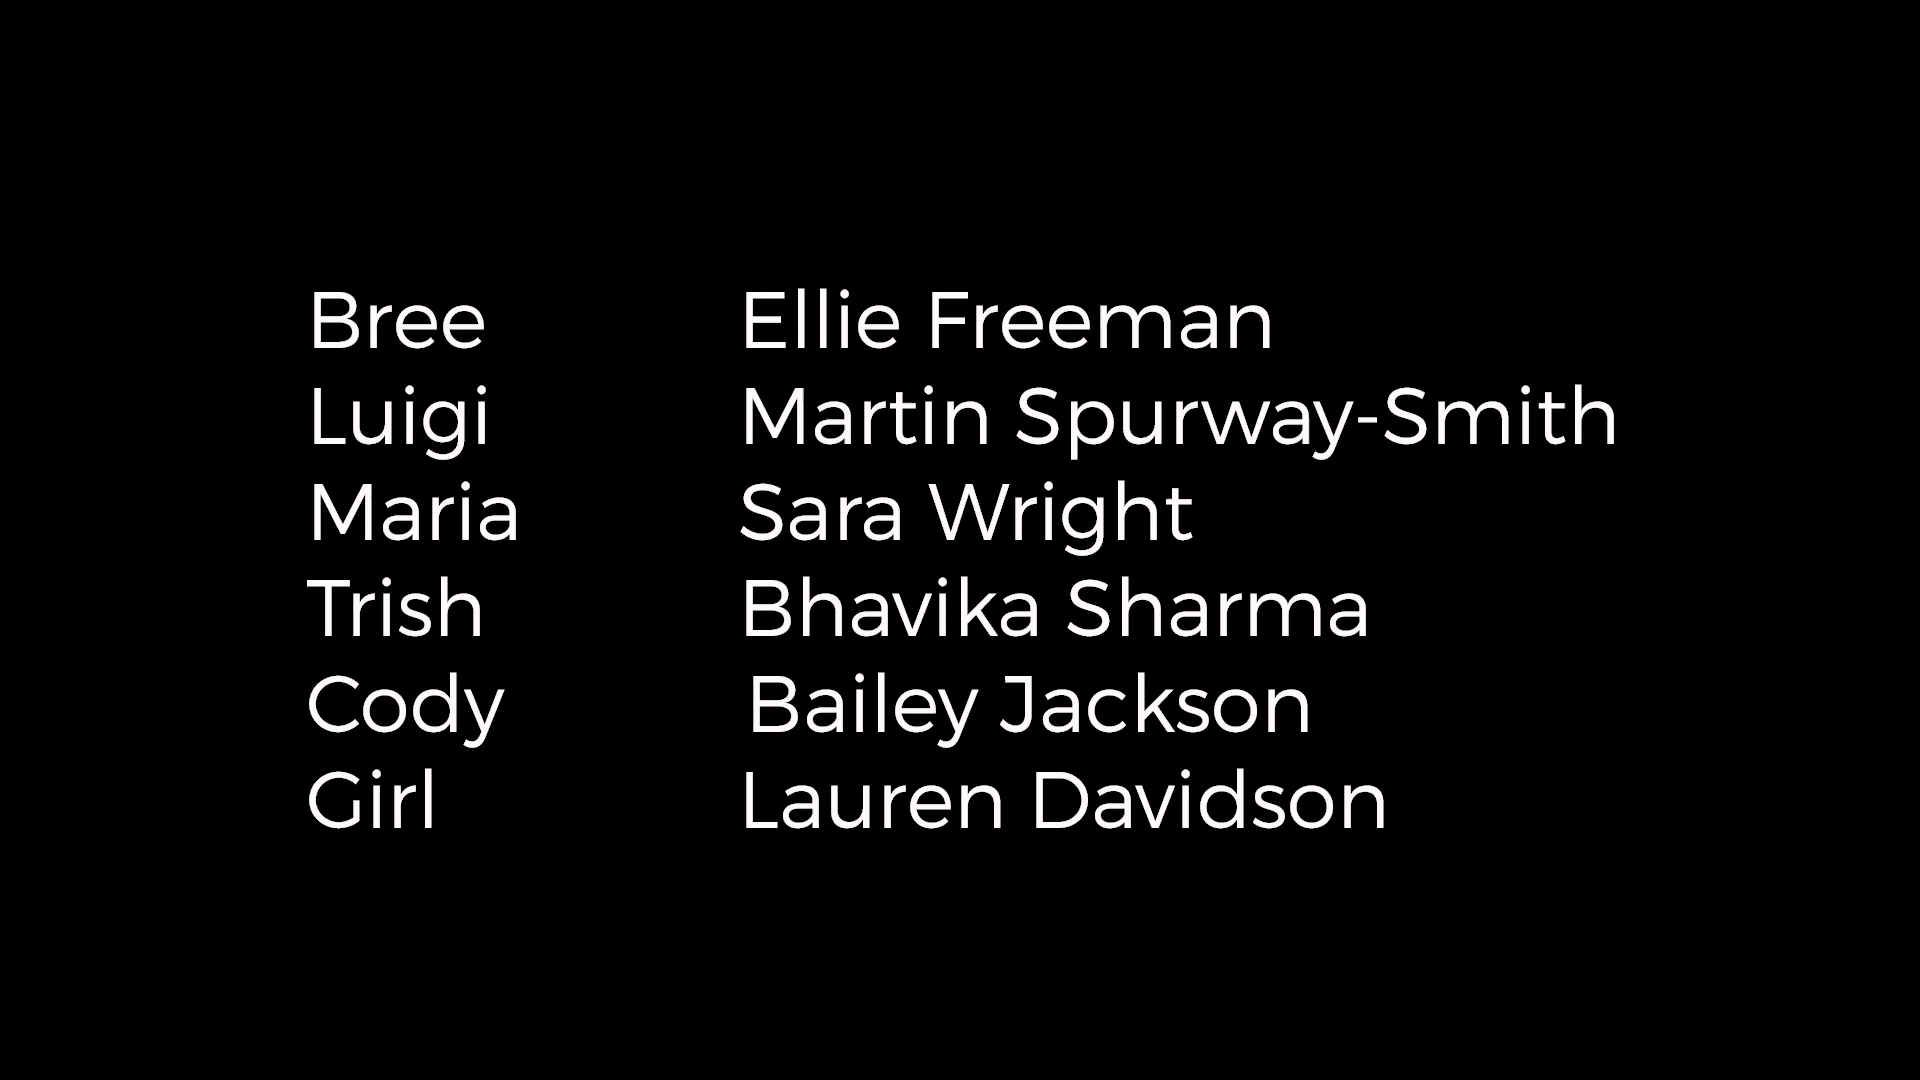 Bree Ellie Freeman
Luigi Martin Spurway-Smith
Maria Sara Wright
Trish Bhavika Sharma
Cody Bailey Jackson
Girl Lauren Davidson